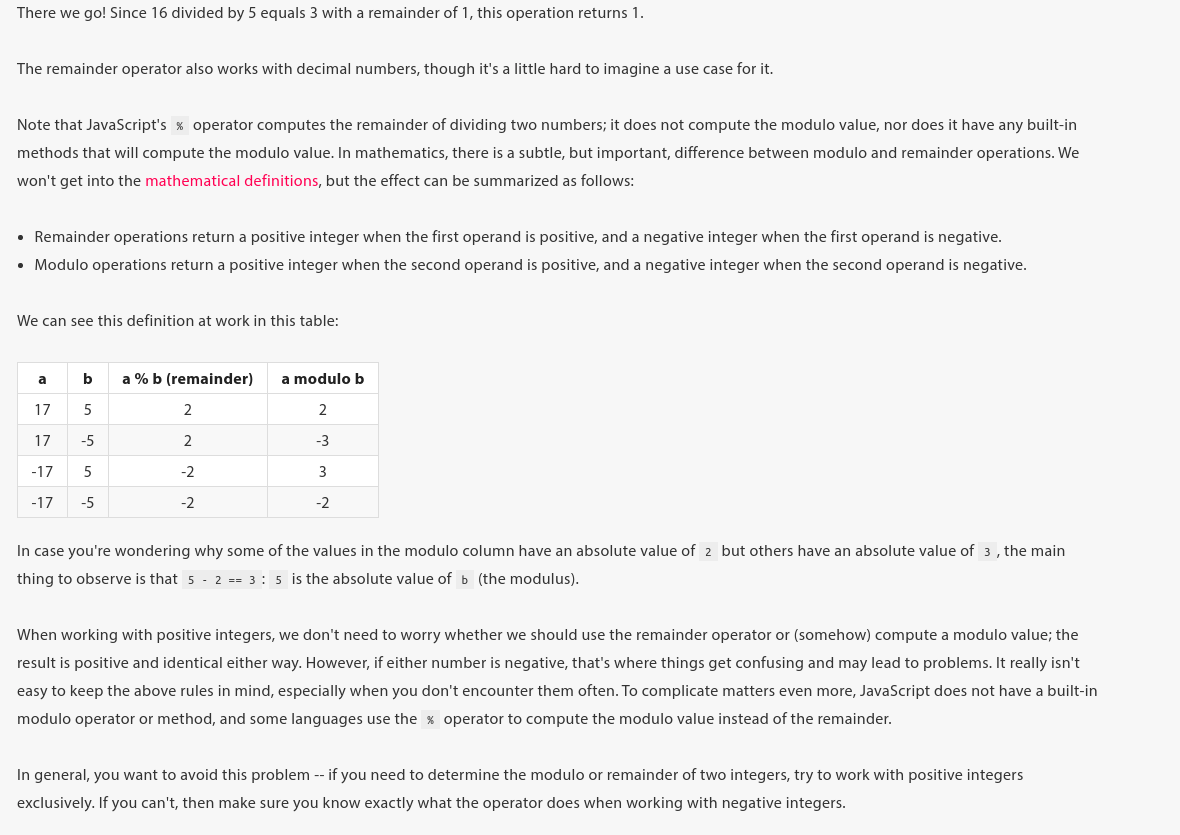 There we go! Since 16 divided by 5 equals 3 with a remainder of 1, this operation returns 1.
The remainder operator also works with decimal numbers, though it's a little hard to imagine a use case for it.
Note that JavaScript's % operator computes the remainder of dividing two numbers; it does not compute the modulo value, nor does it have any built-in
methods that will compute the modulo value. In mathematics, there is a subtle, but important, difference between modulo and remainder operations. We
won't get into the mathematical definitions, but the effect can be summarized as follows:
• Remainder operations return a positive integer when the first operand is positive, and a negative integer when the first operand is negative.
• Modulo operations return a positive integer when the second operand is positive, and a negative integer when the second operand is negative.
We can see this definition at work in this table:
a b a % b (remainder) a modulo b
17 5 2 2
17 -5 2 -3
-17 5 -2 3
-17 -5 -2 -2
In case you're wondering why some of the values in the modulo column have an absolute value of 2 but others have an absolute value of 3, the main
thing to observe is that 5 - 2 == 3: 5 is the absolute value of b (the modulus).
When working with positive integers, we don't need to worry whether we should use the remainder operator or (somehow) compute a modulo value; the
result is positive and identical either way. However, if either number is negative, that's where things get confusing and may lead to problems. It really isn't
easy to keep the above rules in mind, especially when you don't encounter them often. To complicate matters even more, JavaScript does not have a built-in
modulo operator or method, and some languages use the % operator to compute the modulo value instead of the remainder.
In general, you want to avoid this problem -- if you need to determine the modulo or remainder of two integers, try to work with positive integers
exclusively. If you can't, then make sure you know exactly what the operator does when working with negative integers.